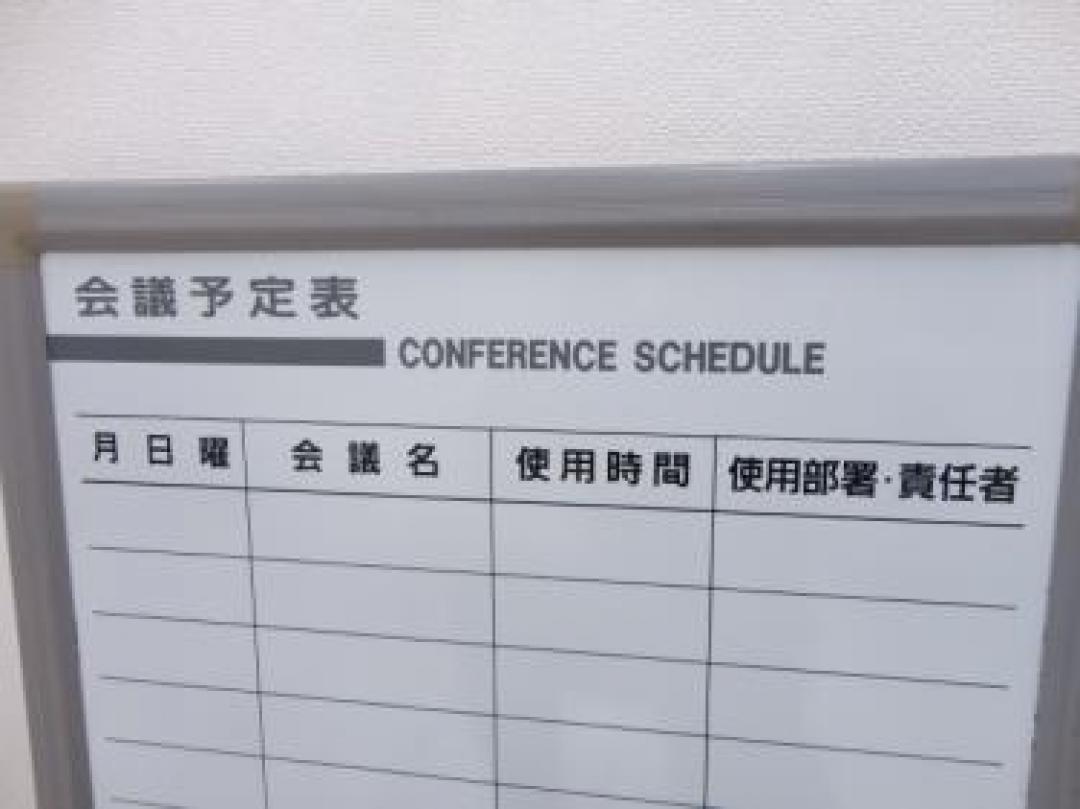 会議予定表
CONFERENCE SCHEDULE
月 日 曜 会議名 使用時間 使用部署・責任者